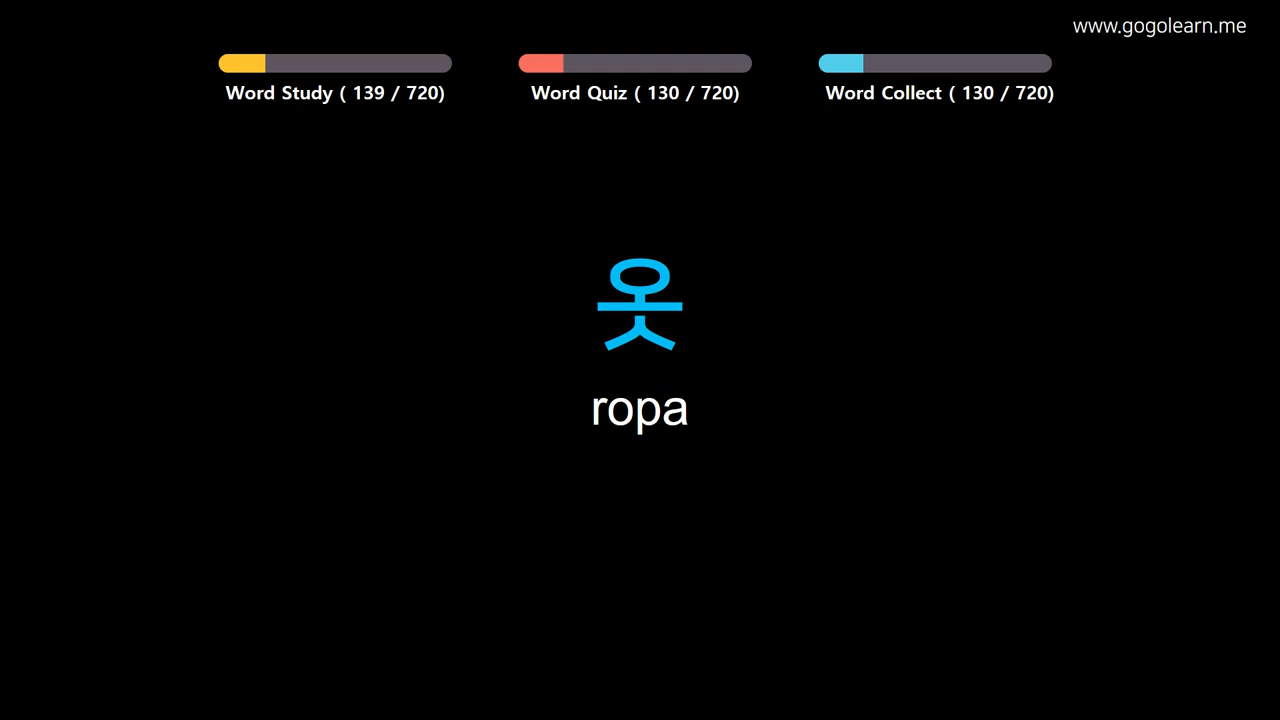 www.gogolearn.me
Word Study ( 139 / 720)
Word Quiz ( 130 / 720)
Word Collect ( 130 / 720)
옷
ropa